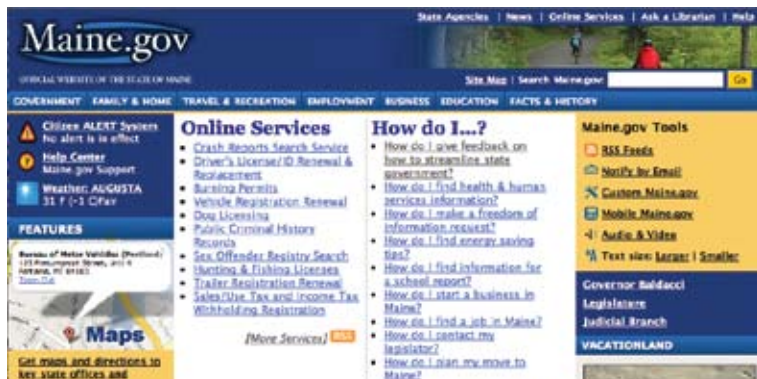 State Agencies | News | Online Services | Ask a Librarian | Help
Maine.gov
OFFICIAL WEBSITE OF THE STATE OF MAINE
Site Map | Search Maine.gov: Go
GOVERNMENT FAMILY & HOME TRAVEL & RECREATION EMPLOYMENT BUSINESS EDUCATION FACTS & HISTORY
Citizen ALERT System
No alert is in effect
Help Center
Maine.gov Support
Weather: AUGUSTA
31 F (-1 C)Fair
FEATURES
Bureau of Motor Vehicles (Portland)
Maps
Get maps and directions to
key state offices and
Online Services
Crash Reports Search Service
Driver's License/ID Renewal &
Replacement
Burning Permits
Vehicle Registration Renewal
Dog Licensing
Public Criminal History
Records
Sex Offender Registry Search
Hunting & Fishing Licenses
Trailer Registration Renewal
Sales/Use Tax and Income Tax
Withholding Registration
[More Services] RSS
How do I...?
How do I give feedback on
how to streamline state
government?
How do I find health & human
services information?
How do I make a freedom of
information request?
How do I find energy saving
tips?
How do I find information for
a school report?
How do I start a business in
Maine?
How do I find a job in Maine?
How do I contact my
legislator?
How do I plan my move to
Maine?
Maine.gov Tools
RSS Feeds
Notify by Email
Custom Maine.gov
Mobile Maine.gov
Audio & Video
Text size: Larger | Smaller
Governor Baldacci
Legislature
Judicial Branch
VACATIONLAND